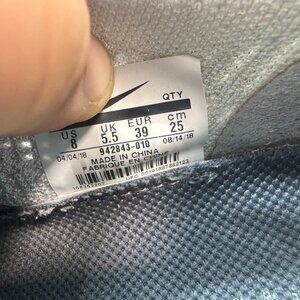 QTY
US UK EUR cm
8 5.5 39 25
942843-010
04/04/18 08/14/18
MADE IN CHINA
FABRIQUÉ EN CHINE